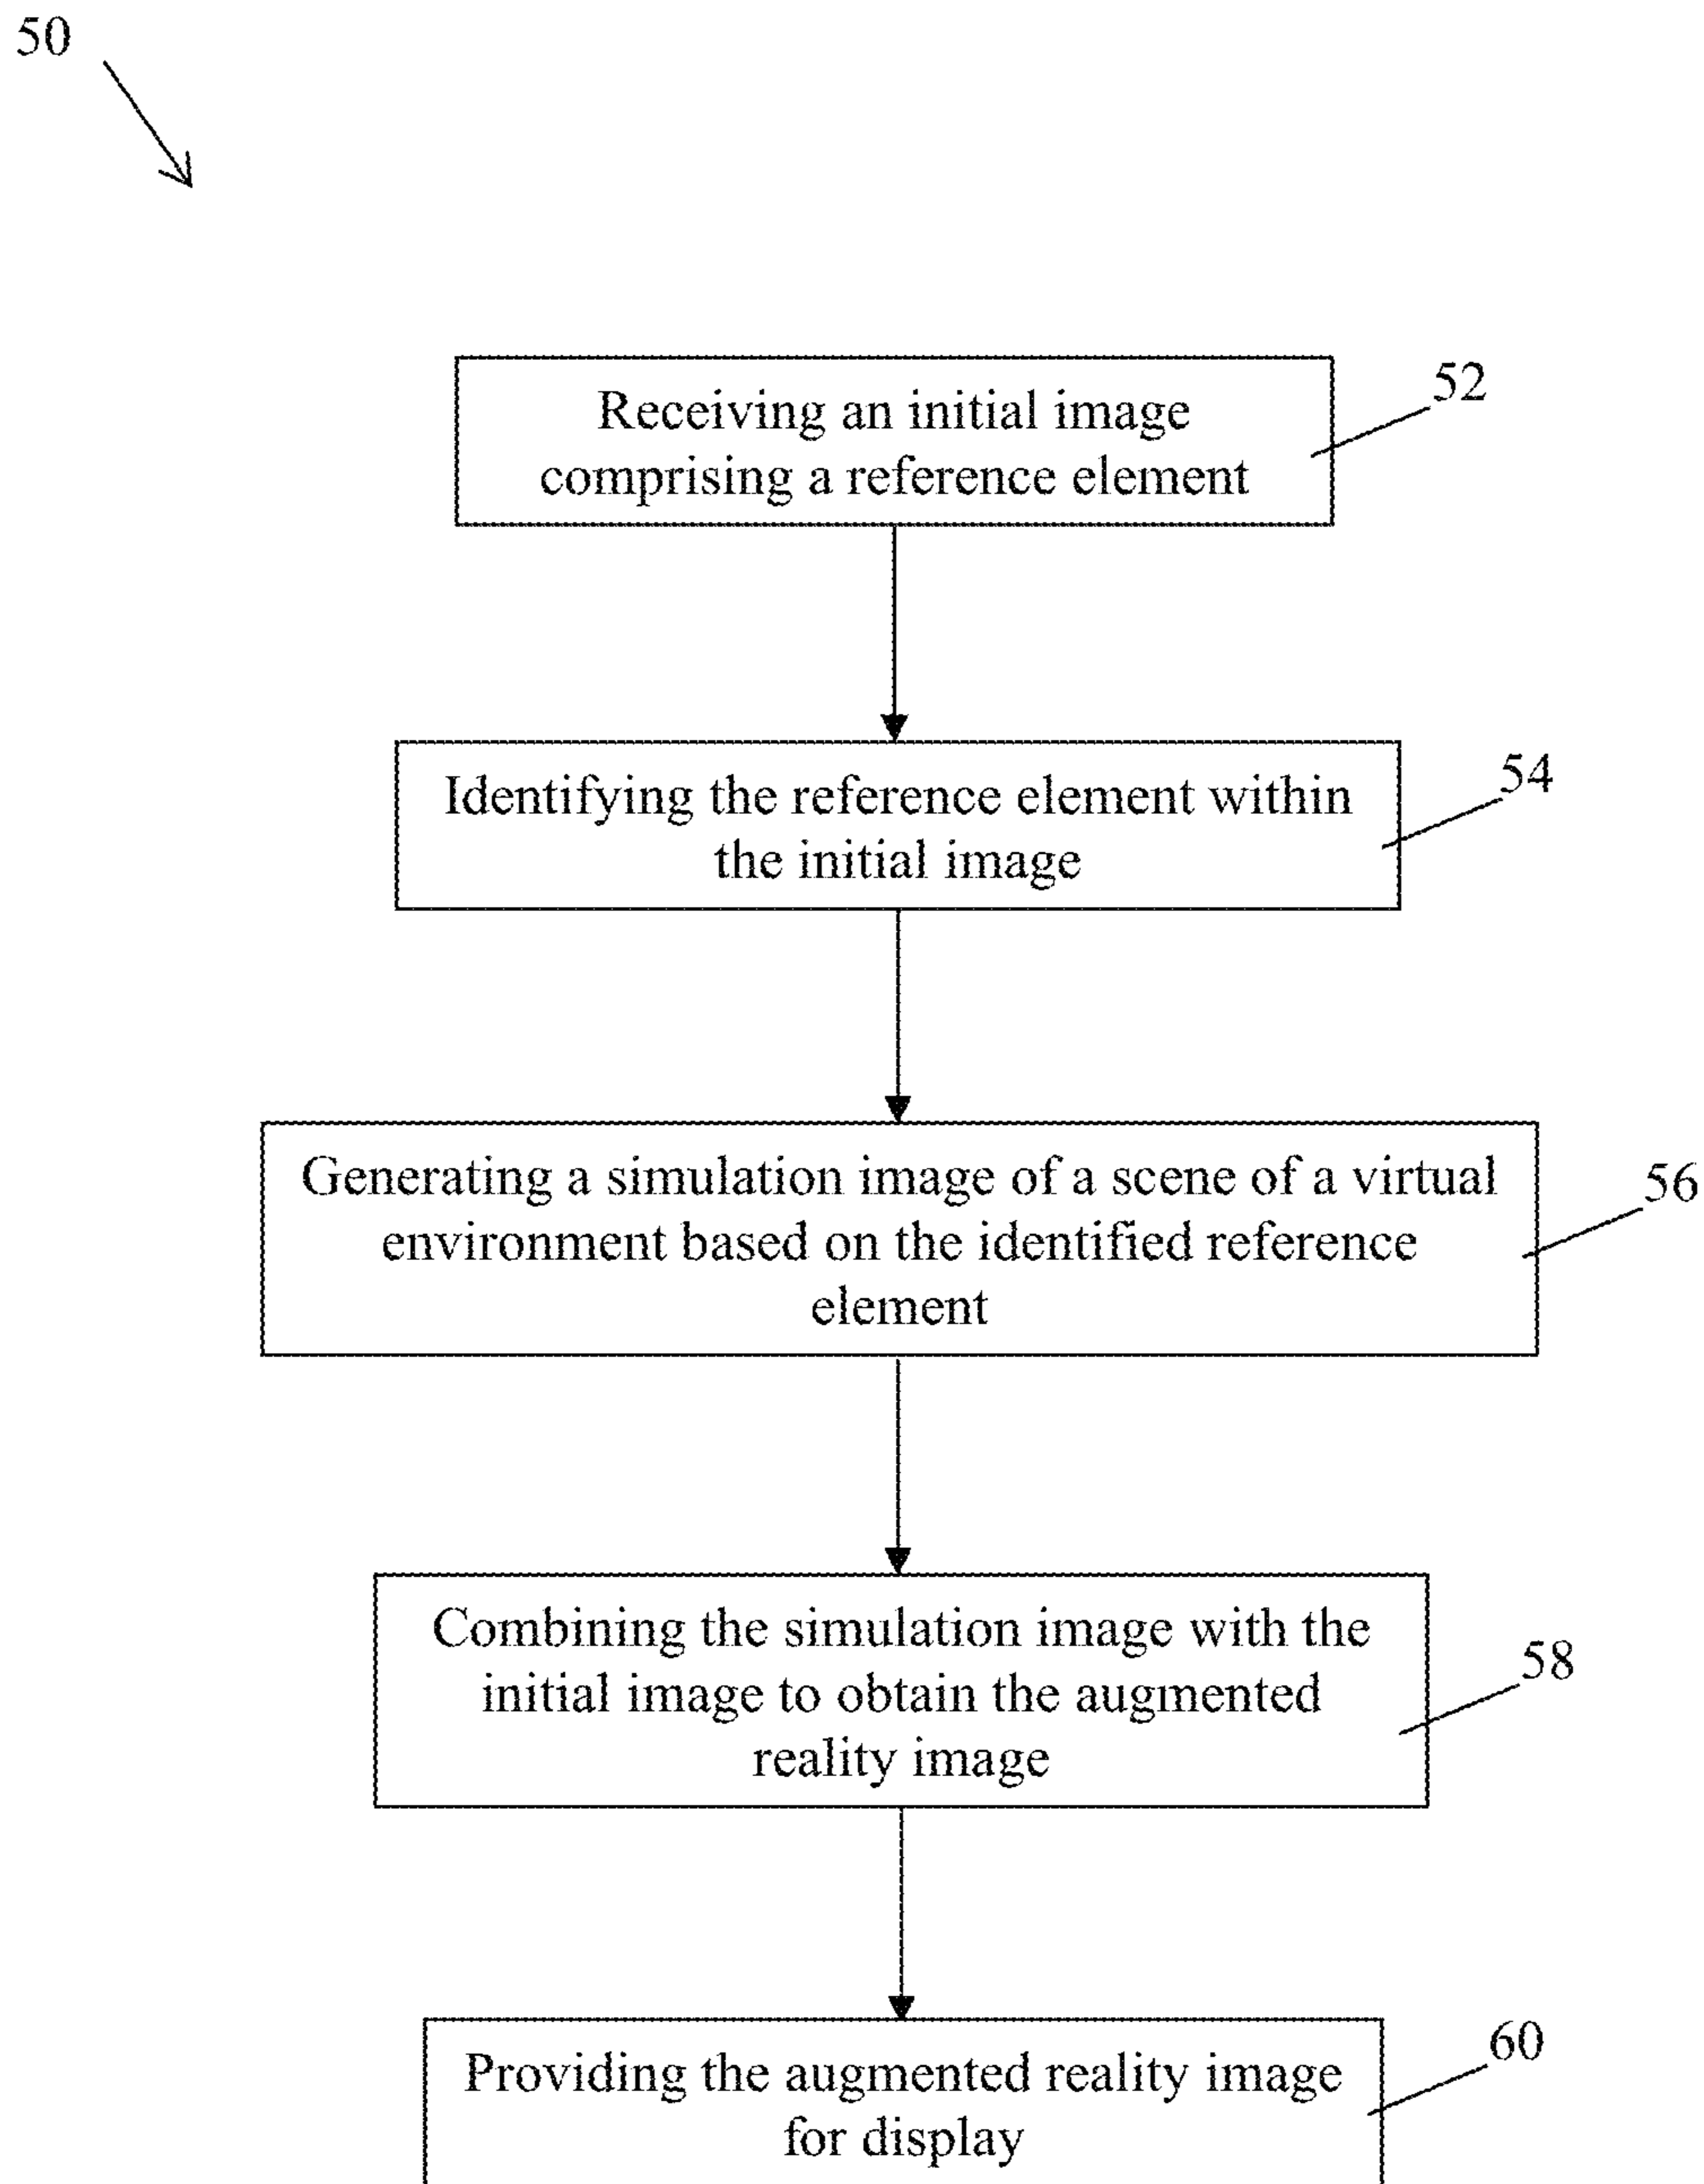 50
Receiving an initial image
comprising a reference element
52
Identifying the reference element within
the initial image
54
Generating a simulation image of a scene of a virtual
environment based on the identified reference
element
56
Combining the simulation image with the
initial image to obtain the augmented
reality image
58
Providing the augmented reality image
for display
60